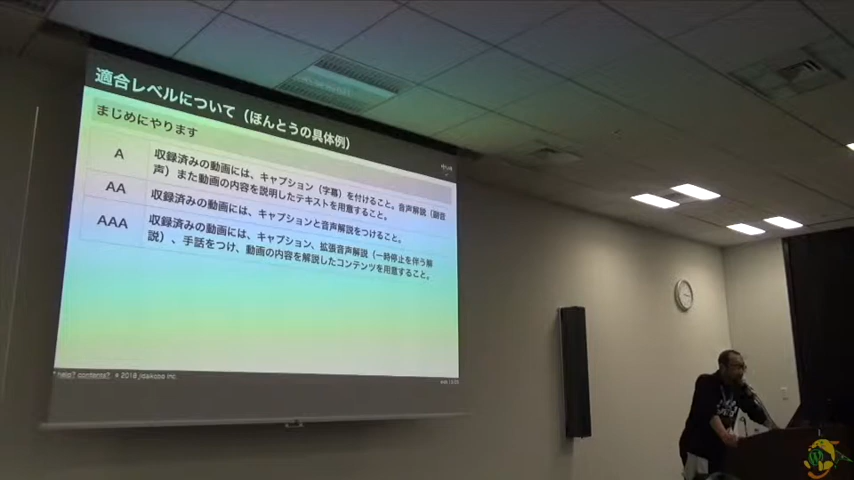 適合レベルについて（ほんとうの具体例）
まじめにやります
A
収録済みの動画には、キャプション（字幕）を付けること。音声解説（副音
声）また動画の内容を説明したテキストを用意すること。
AA
収録済みの動画には、キャプションと音声解説をつけること。
AAA
収録済みの動画には、キャプション、拡張音声解説（一時停止を伴う解
説）、手話をつけ、動画の内容を解説したコンテンツを用意すること。
help? contents? © 2018 jidaikobo Inc.